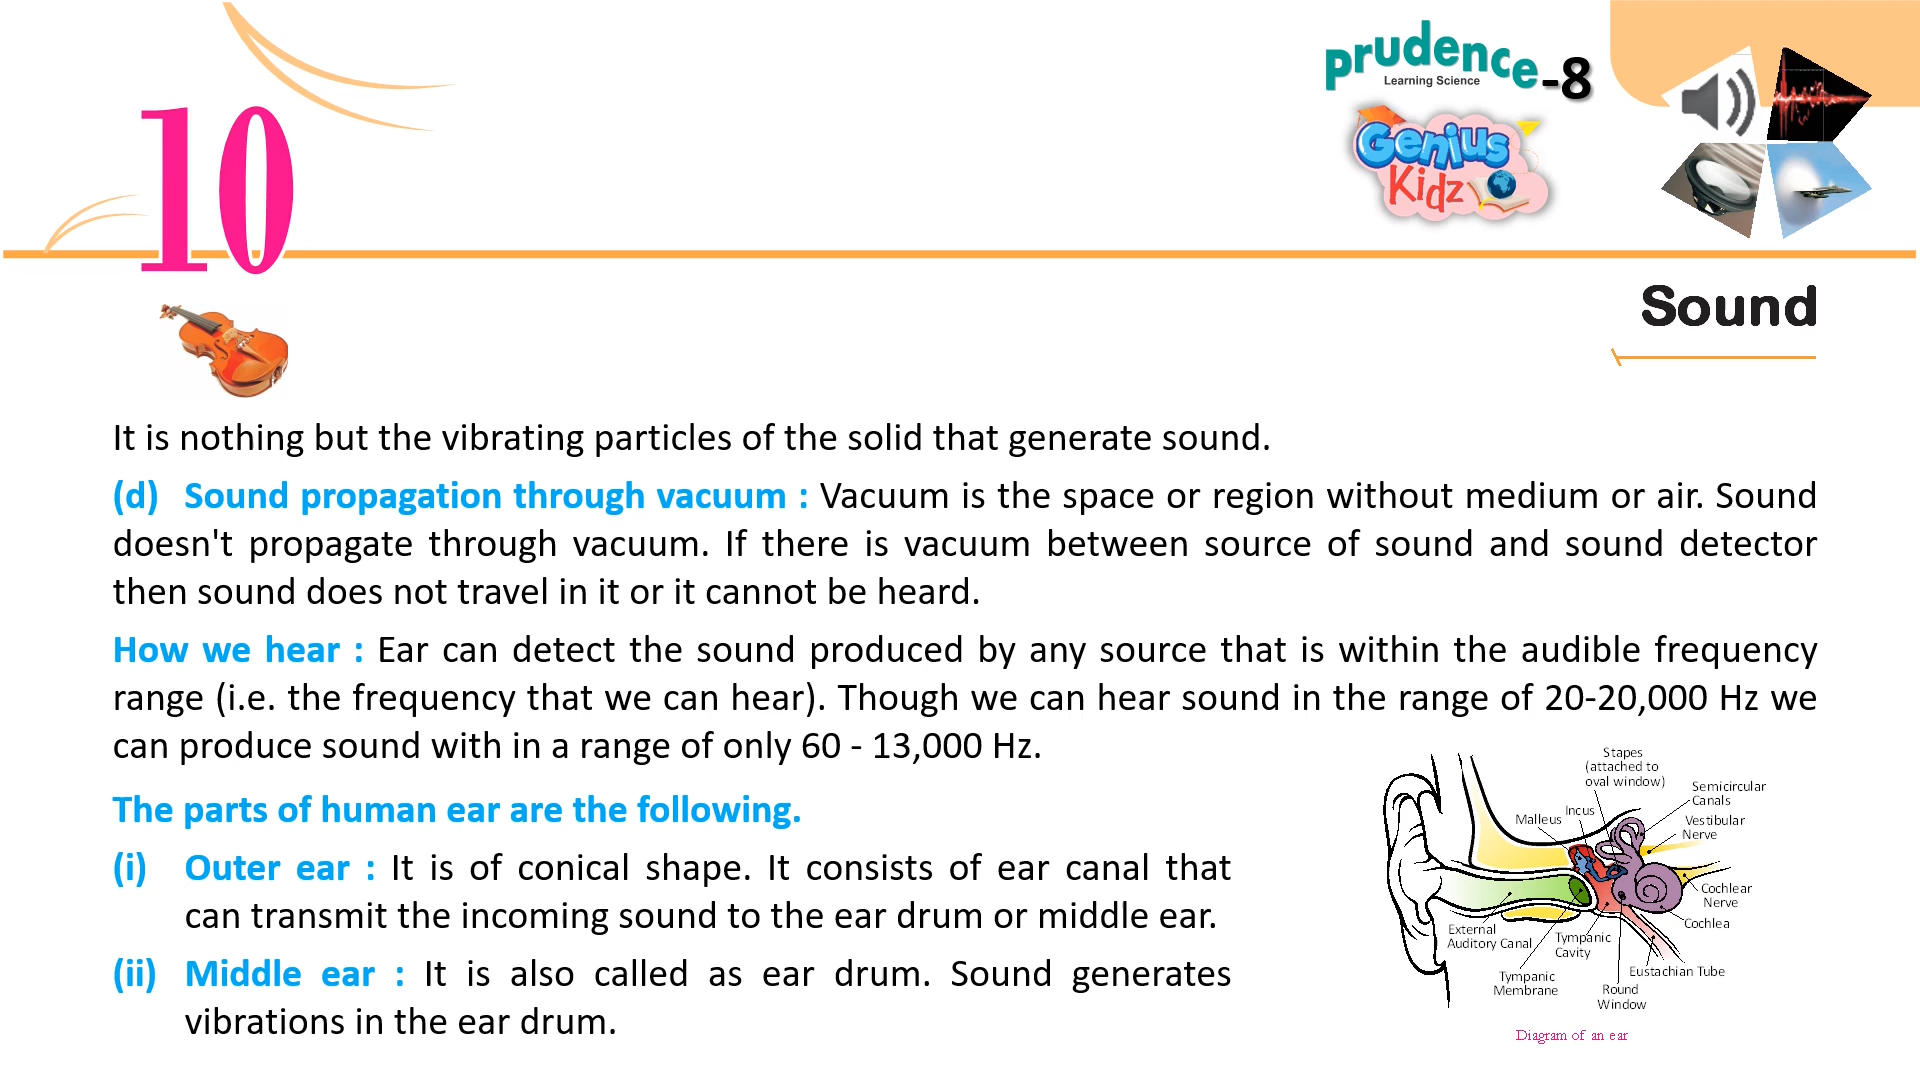 prudence-8
Learning Science
Genius
Kidz
10
Sound
It is nothing but the vibrating particles of the solid that generate sound.
(d) Sound propagation through vacuum : Vacuum is the space or region without medium or air. Sound
doesn't propagate through vacuum. If there is vacuum between source of sound and sound detector
then sound does not travel in it or it cannot be heard.
How we hear : Ear can detect the sound produced by any source that is within the audible frequency
range (i.e. the frequency that we can hear). Though we can hear sound in the range of 20-20,000 Hz we
can produce sound with in a range of only 60 - 13,000 Hz.
The parts of human ear are the following.
(i) Outer ear : It is of conical shape. It consists of ear canal that
can transmit the incoming sound to the ear drum or middle ear.
(ii) Middle ear : It is also called as ear drum. Sound generates
vibrations in the ear drum.
Stapes
(attached to
oval window)
Semicircular
Canals
Incus
Malleus
Vestibular
Nerve
Cochlear
Nerve
Cochlea
External
Auditory Canal
Tympanic
Cavity
Eustachian Tube
Tympanic
Membrane
Round
Window
Diagram of an ear